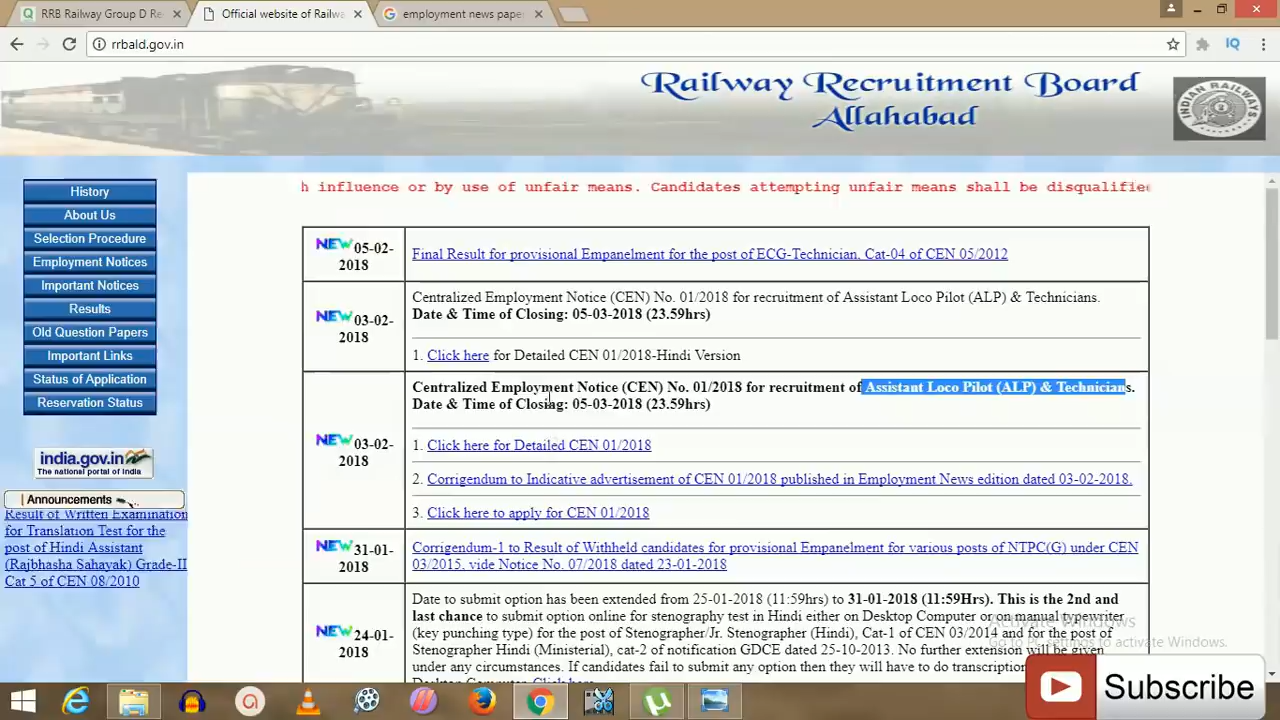 RRB Railway Group D Re
Official website of Railwa
employment news pape
rrbald.gov.in
IQ
Railway Recruitment Board
Allahabad
INDIAN RAILWAYS
h influence or by use of unfair means. Candidates attempting unfair means shall be disqualifie
History
About Us
Selection Procedure
Employment Notices
Important Notices
Results
Old Question Papers
Important Links
Status of Application
Reservation Status
india.gov.in
The national portal of India
Announcements
Result of Written Examination
for Translation Test for the
post of Hindi Assistant
(Rajbhasha Sahayak) Grade-II
Cat 5 of CEN 08/2010
NEW 05-02-
2018
Final Result for provisional Empanelment for the post of ECG-Technician. Cat-04 of CEN 05/2012
NEW 03-02-
2018
Centralized Employment Notice (CEN) No. 01/2018 for recruitment of Assistant Loco Pilot (ALP) & Technicians.
Date & Time of Closing: 05-03-2018 (23.59hrs)
1. Click here for Detailed CEN 01/2018-Hindi Version
NEW 03-02-
2018
Centralized Employment Notice (CEN) No. 01/2018 for recruitment of Assistant Loco Pilot (ALP) & Technicians.
Date & Time of Closing: 05-03-2018 (23.59hrs)
1. Click here for Detailed CEN 01/2018
2. Corrigendum to Indicative advertisement of CEN 01/2018 published in Employment News edition dated 03-02-2018.
3. Click here to apply for CEN 01/2018
NEW 31-01-
2018
Corrigendum-1 to Result of Withheld candidates for provisional Empanelment for various posts of NTPC(G) under CEN
03/2015, vide Notice No. 07/2018 dated 23-01-2018
NEW 24-01-
2018
Date to submit option has been extended from 25-01-2018 (11:59hrs) to 31-01-2018 (11:59Hrs). This is the 2nd and
last chance to submit option online for stenography test in Hindi either on Desktop Computer or on manual typewriter
(key punching type) for the post of Stenographer/Jr. Stenographer (Hindi), Cat-1 of CEN 03/2014 and for the post of
Stenographer Hindi (Ministerial), cat-2 of notification GDCE dated 25-10-2013. No further extension will be given
under any circumstances. If candidates fail to submit any option then they will have to do transcription
Desktop Computer. Click here
Activate Windows
Go to PC settings to activate Windows.
Subscribe